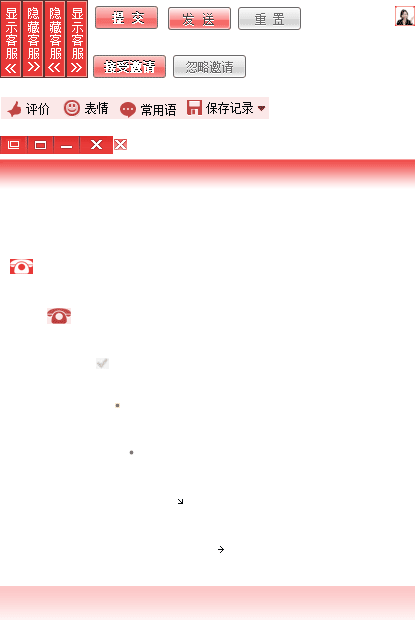 显示客服
隐藏客服
隐藏客服
显示客服
提 交
发 送
重 置
接受邀请
忽略邀请
评价
表情
常用语
保存记录